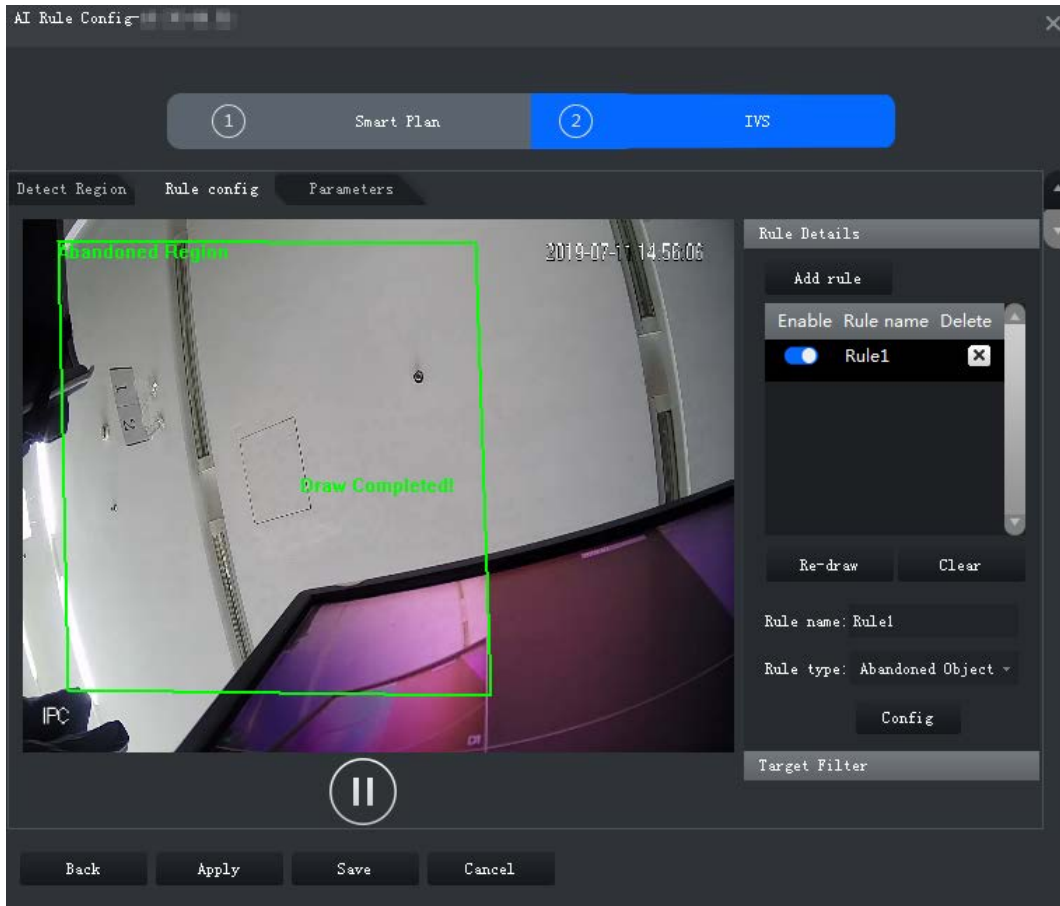 AI Rule Config-
1 Smart Plan 2 IVS
Detect Region Rule config Parameters
Abandoned Region
2019-07-11 14:56:06
1
2
Draw Completed!
IPC
Rule Details
Add rule
Enable Rule name Delete
Rule1
Re-draw Clear
Rule name: Rule1
Rule type: Abandoned Object
Config
Target Filter
Back Apply Save Cancel